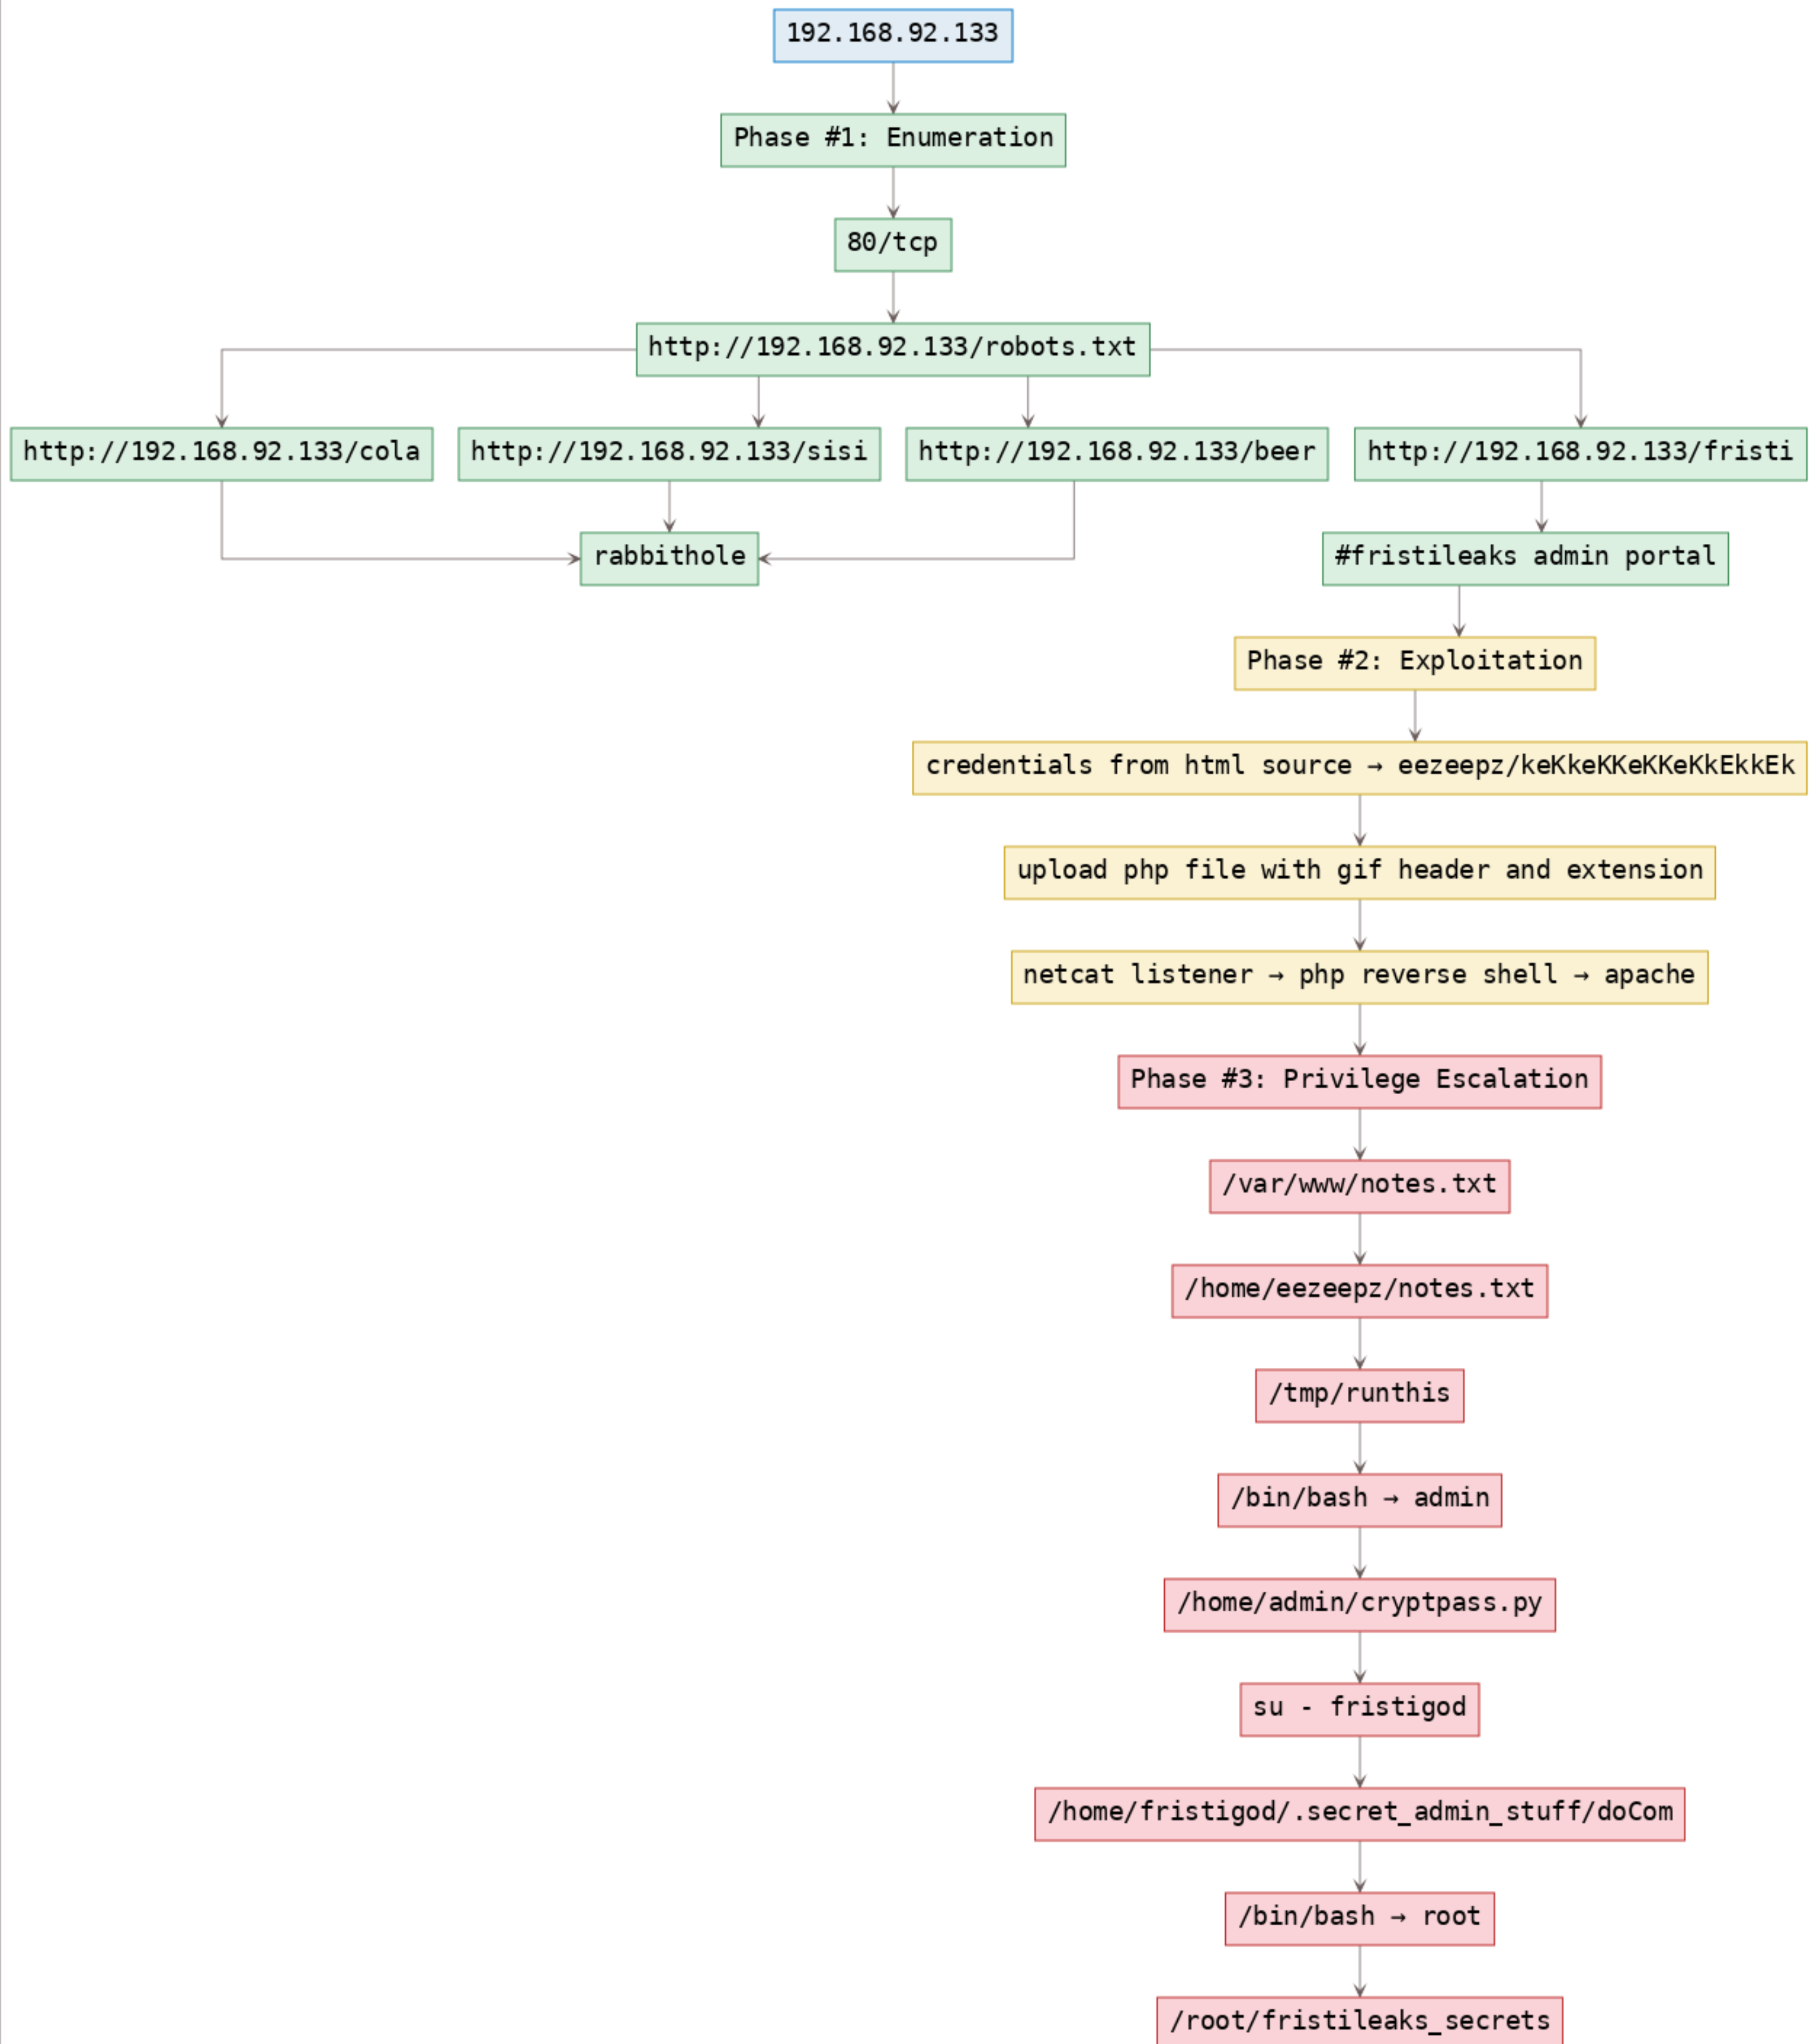 192.168.92.133
Phase #1: Enumeration
80/tcp
http://192.168.92.133/robots.txt
http://192.168.92.133/cola
http://192.168.92.133/sisi
http://192.168.92.133/beer
http://192.168.92.133/fristi
rabbithole
#fristileaks admin portal
Phase #2: Exploitation
credentials from html source → eezeepz/keKkeKKeKKeKkEkkEk
upload php file with gif header and extension
netcat listener → php reverse shell → apache
Phase #3: Privilege Escalation
/var/www/notes.txt
/home/eezeepz/notes.txt
/tmp/runthis
/bin/bash → admin
/home/admin/cryptpass.py
su - fristigod
/home/fristigod/.secret_admin_stuff/doCom
/bin/bash → root
/root/fristileaks_secrets